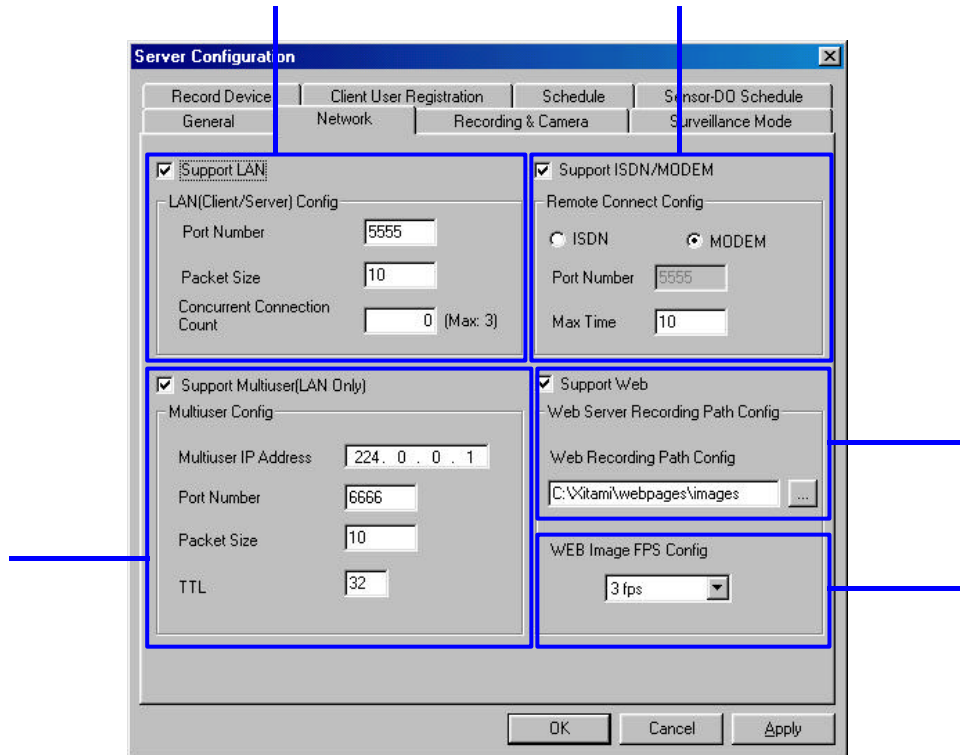 Server Configuration
Record Device
Client User Registration
Schedule
Sensor-DO Schedule
General
Network
Recording & Camera
Surveillance Mode
Support LAN
LAN(Client/Server) Config
Port Number 5555
Packet Size 10
Concurrent Connection
Count 0 (Max: 3)
Support ISDN/MODEM
Remote Connect Config
ISDN MODEM
Port Number 5555
Max Time 10
Support Multiuser(LAN Only)
Multiuser Config
Multiuser IP Address 224. 0 . 0 . 1
Port Number 6666
Packet Size 10
TTL 32
Support Web
Web Server Recording Path Config
Web Recording Path Config
C:\Xitami\webpages\images ...
WEB Image FPS Config
3 fps
OK Cancel Apply